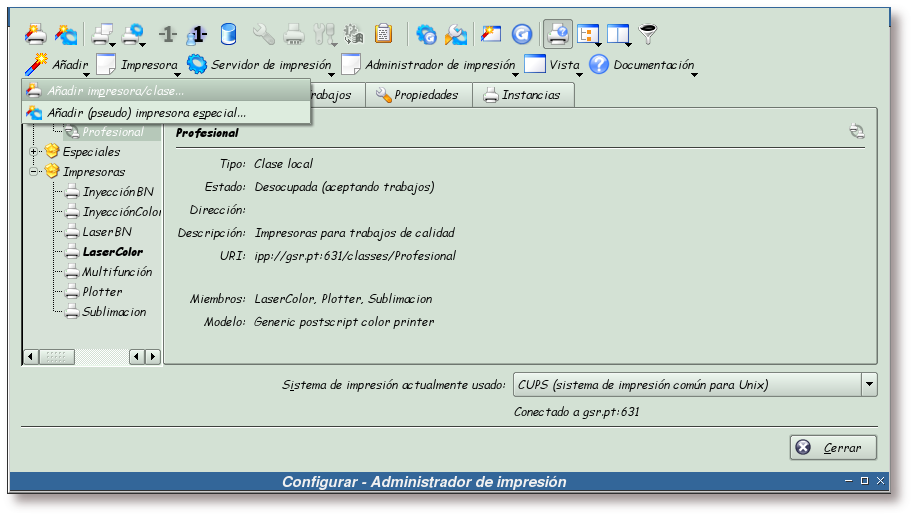 Añadir Impresora Servidor de impresión Administrador de impresión Vista Documentación
Añadir impresora/clase...
Añadir (pseudo) impresora especial...
rabajos Propiedades Instancias
Profesional
Especiales
Impresoras
InyecciónBN
InyecciónColor
LaserBN
LaserColor
Multifunción
Plotter
Sublimacion
Profesional
Tipo: Clase local
Estado: Desocupada (aceptando trabajos)
Dirección:
Descripción: Impresoras para trabajos de calidad
URI: ipp://gsr.pt:631/classes/Profesional
Miembros: LaserColor, Plotter, Sublimacion
Modelo: Generic postscript color printer
Sistema de impresión actualmente usado: CUPS (sistema de impresión común para Unix)
Conectado a gsr.pt:631
Cerrar
Configurar - Administrador de impresión